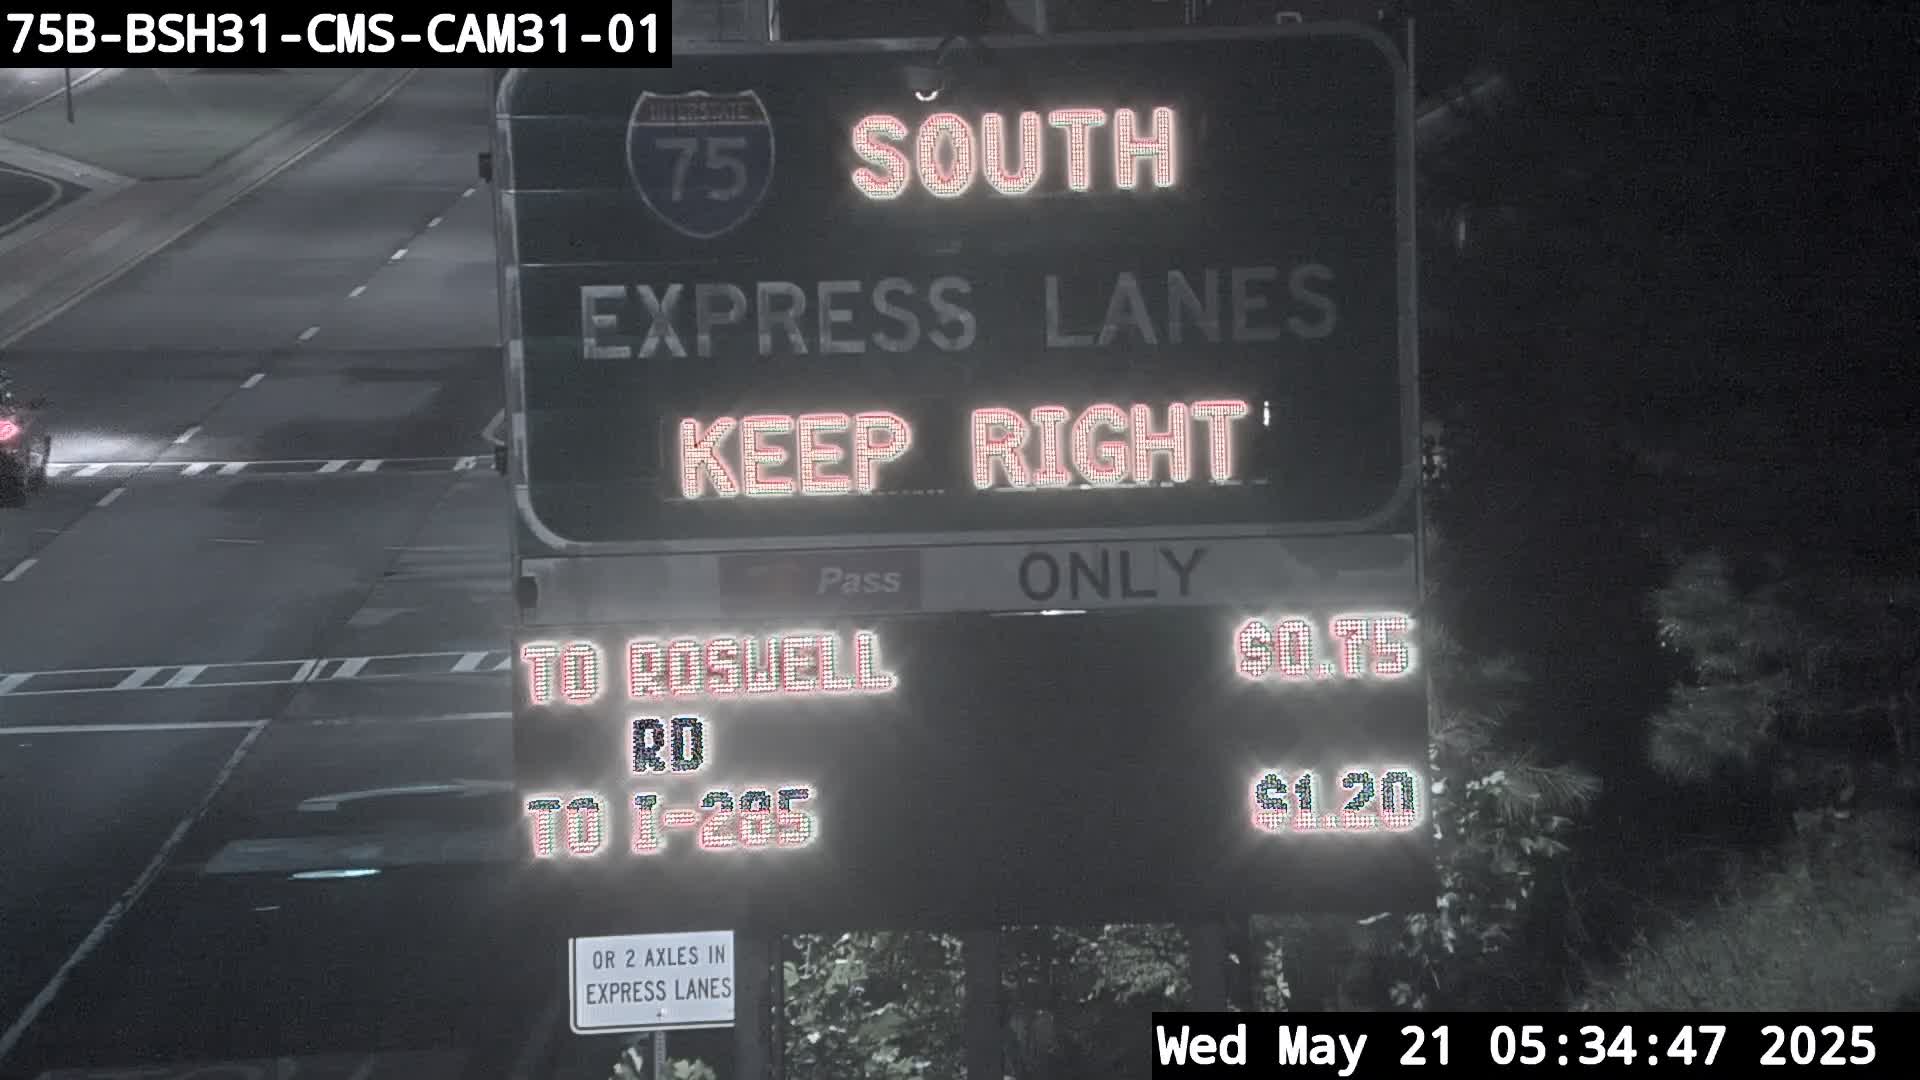 75B-BSH31-CMS-CAM31-01
INTERSTATE
75
SOUTH
EXPRESS LANES
KEEP RIGHT
Pass ONLY
TO ROSWELL $0.75
RD
TO I-285 $1.20
OR 2 AXLES IN
EXPRESS LANES
Wed May 21 05:34:47 2025